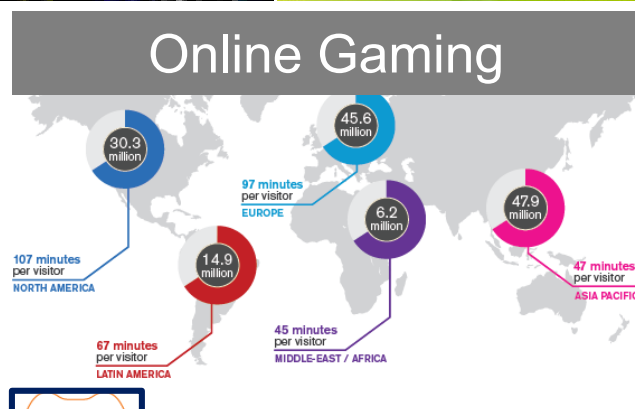 Online Gaming
30.3
million
45.6
million
97 minutes
per visitor
EUROPE
6.2
million
47.9
million
14.9
million
107 minutes
per visitor
NORTH AMERICA
47 minutes
per visitor
ASIA PACIFIC
67 minutes
per visitor
LATIN AMERICA
45 minutes
per visitor
MIDDLE-EAST / AFRICA